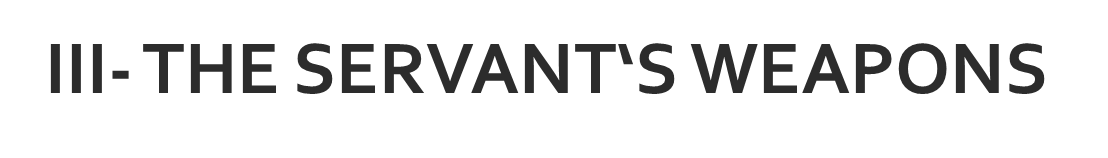 III- THE SERVANT‘S WEAPONS